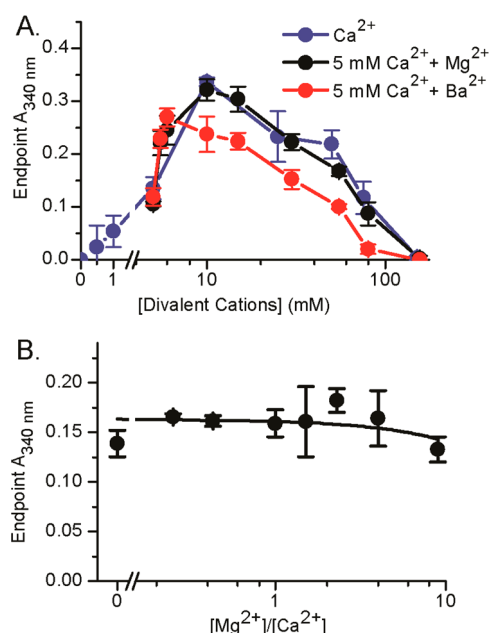 A.
Ca²⁺
5 mM Ca²⁺ + Mg²⁺
5 mM Ca²⁺ + Ba²⁺
Endpoint A₃₄₀ ₙₘ
0.4
0.3
0.2
0.1
0.0
0 1 10 100
[Divalent Cations] (mM)
B.
Endpoint A₃₄₀ ₙₘ
0.20
0.15
0.10
0.05
0.00
0 1 10
[Mg²⁺]/[Ca²⁺]